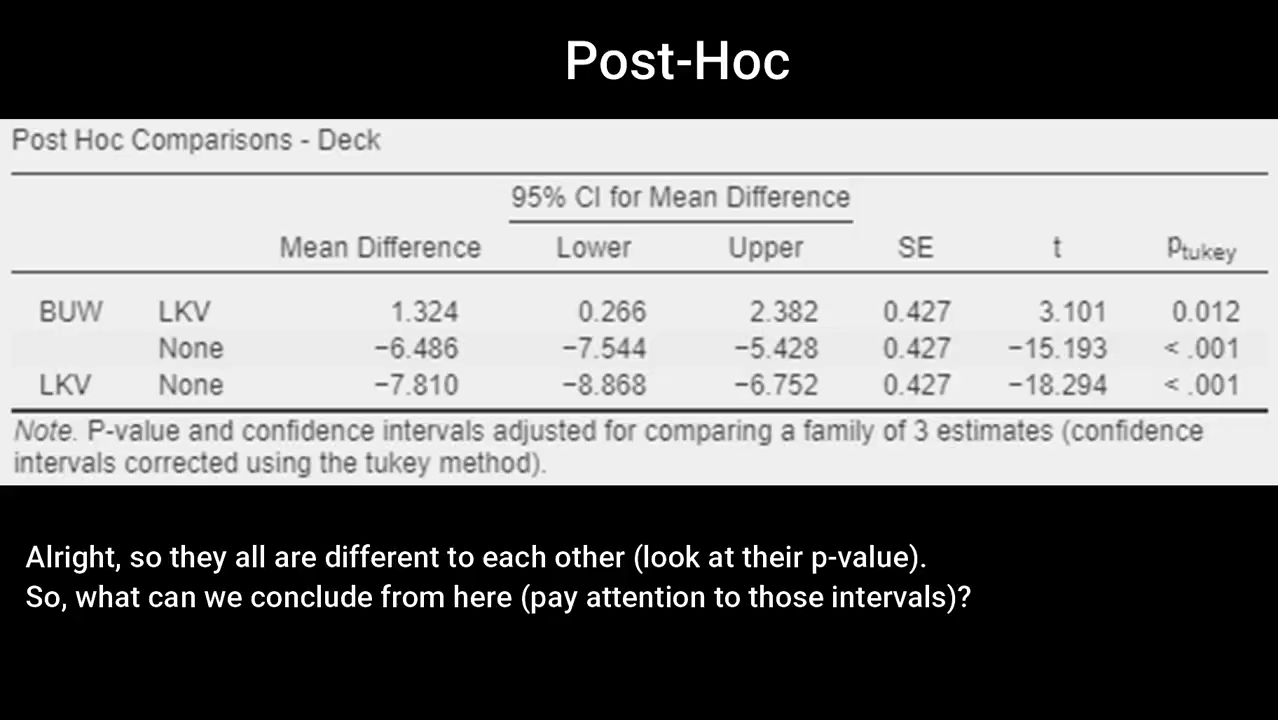 Post-Hoc
Post Hoc Comparisons - Deck
95% CI for Mean Difference
Mean Difference Lower Upper SE t ptukey
BUW LKV 1.324 0.266 2.382 0.427 3.101 0.012
None −6.486 −7.544 −5.428 0.427 −15.193 < .001
LKV None −7.810 −8.868 −6.752 0.427 −18.294 < .001
Note. P-value and confidence intervals adjusted for comparing a family of 3 estimates (confidence
intervals corrected using the tukey method).
Alright, so they all are different to each other (look at their p-value).
So, what can we conclude from here (pay attention to those intervals)?